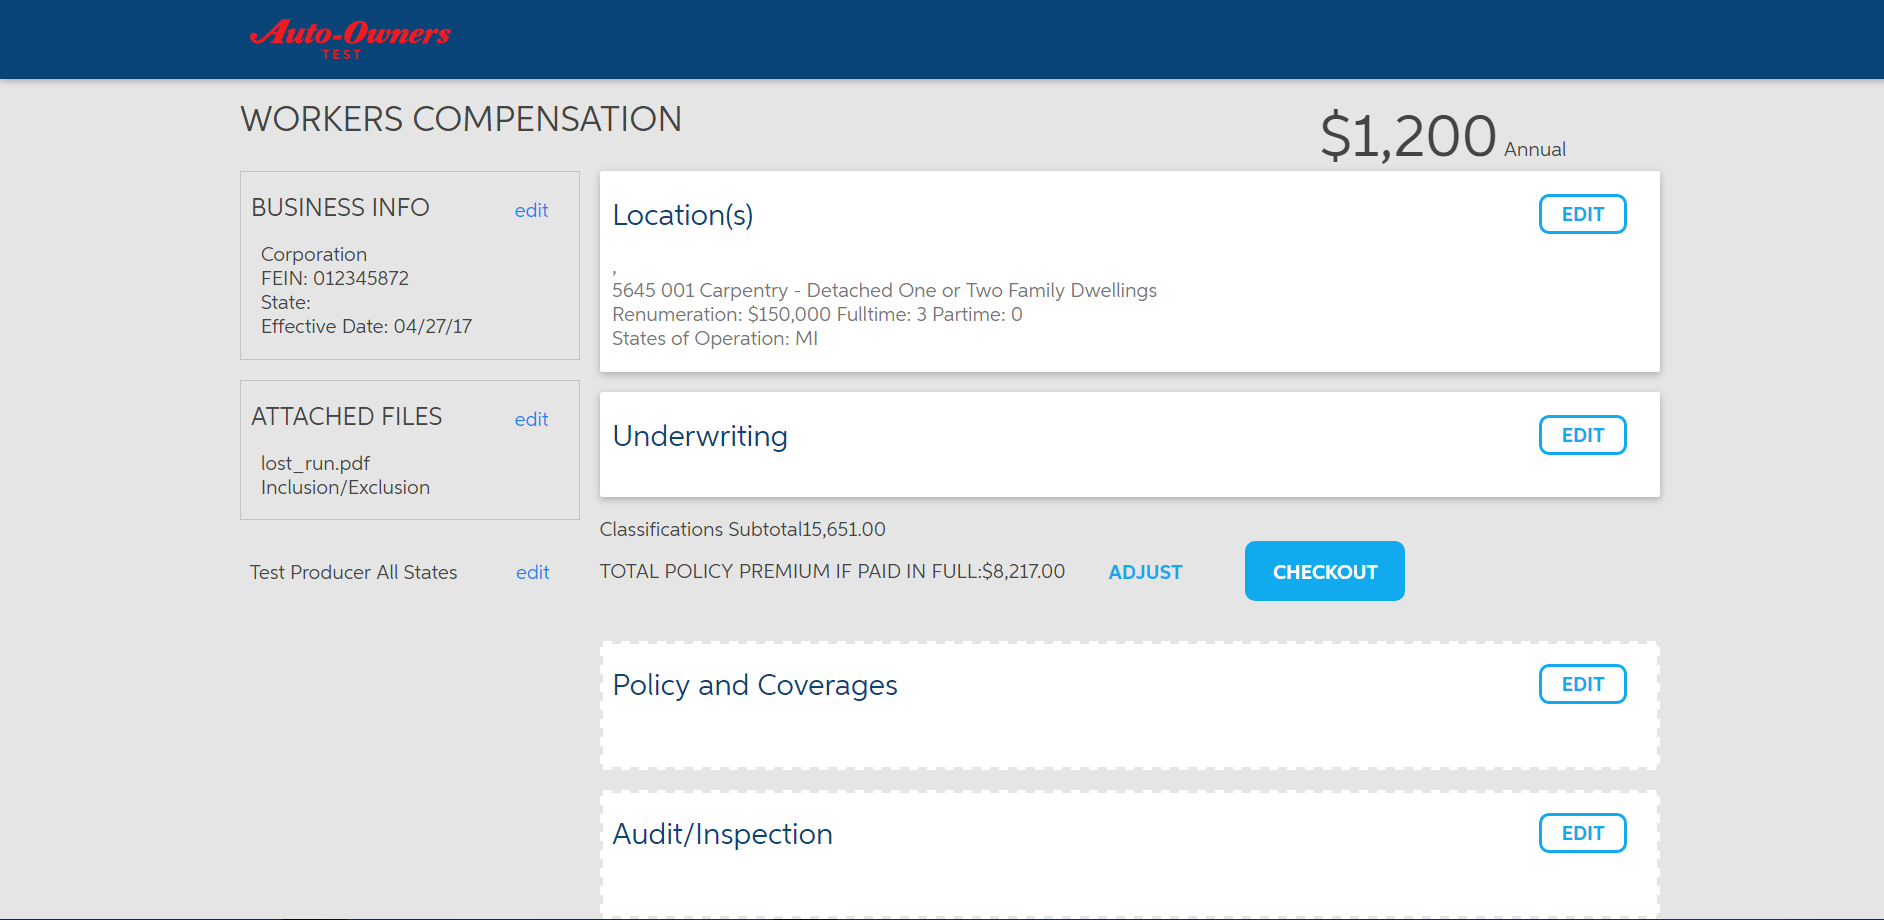 Auto-Owners
TEST
WORKERS COMPENSATION
$1,200 Annual
BUSINESS INFO edit
Corporation
FEIN: 012345872
State:
Effective Date: 04/27/17
ATTACHED FILES edit
lost_run.pdf
Inclusion/Exclusion
Test Producer All States edit
Location(s) EDIT
,
5645 001 Carpentry - Detached One or Two Family Dwellings
Renumeration: $150,000 Fulltime: 3 Partime: 0
States of Operation: MI
Underwriting EDIT
Classifications Subtotal15,651.00
TOTAL POLICY PREMIUM IF PAID IN FULL:$8,217.00 ADJUST CHECKOUT
Policy and Coverages EDIT
Audit/Inspection EDIT